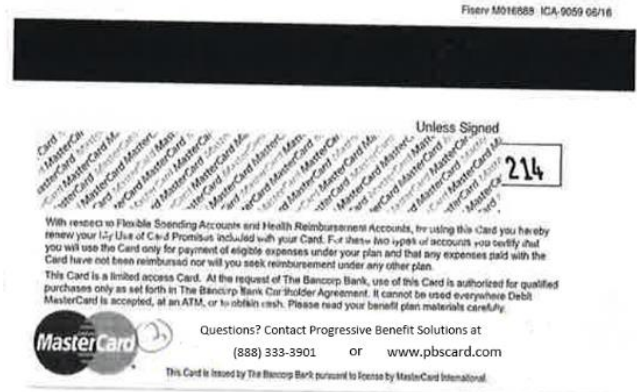 Fiserv M016889 ICA-9059 06/16
Unless Signed
214
With respect to Flexible Spending Accounts and Health Reimbursement Accounts, by using this Card you hereby
renew your My Use of Card Promises included with your Card. For these two types of accounts you certify that
you will use the Card only for payment of eligible expenses under your plan and that any expenses paid with the
Card have not been reimbursed nor will you seek reimbursement under any other plan.
This Card is a limited access Card. At the request of The Bancorp Bank, use of this Card is authorized for qualified
purchases only as set forth in The Bancorp Bank Cardholder Agreement. It cannot be used everywhere Debit
MasterCard is accepted, at an ATM, or to obtain cash. Please read your benefit plan materials carefully.
MasterCard
Questions? Contact Progressive Benefit Solutions at
(888) 333-3901 or www.pbscard.com
This Card is Issued by The Bancorp Bank pursuant to license by MasterCard International.